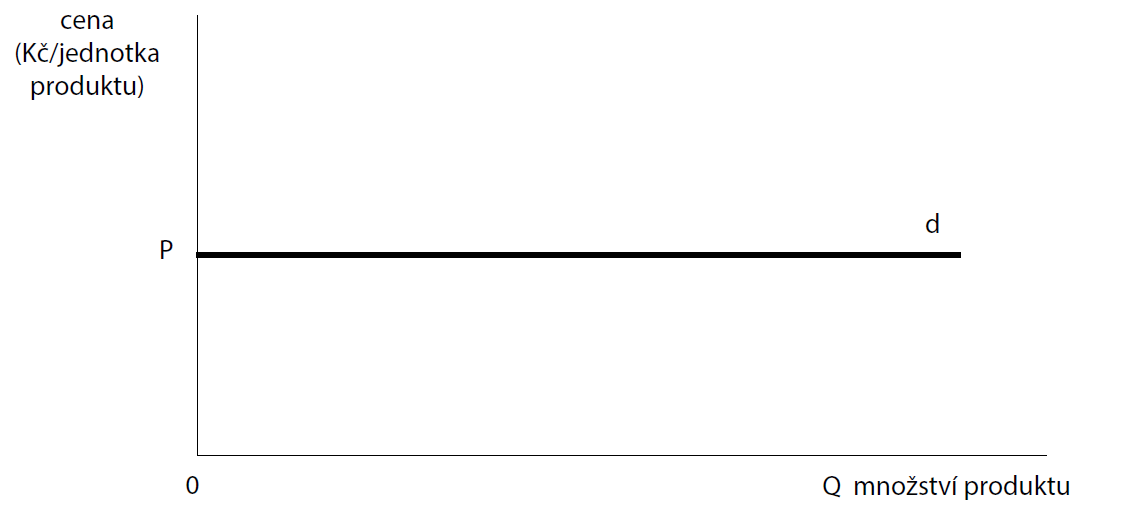 cena
(Kč/jednotka
produktu)
d
P
0
Q množství produktu